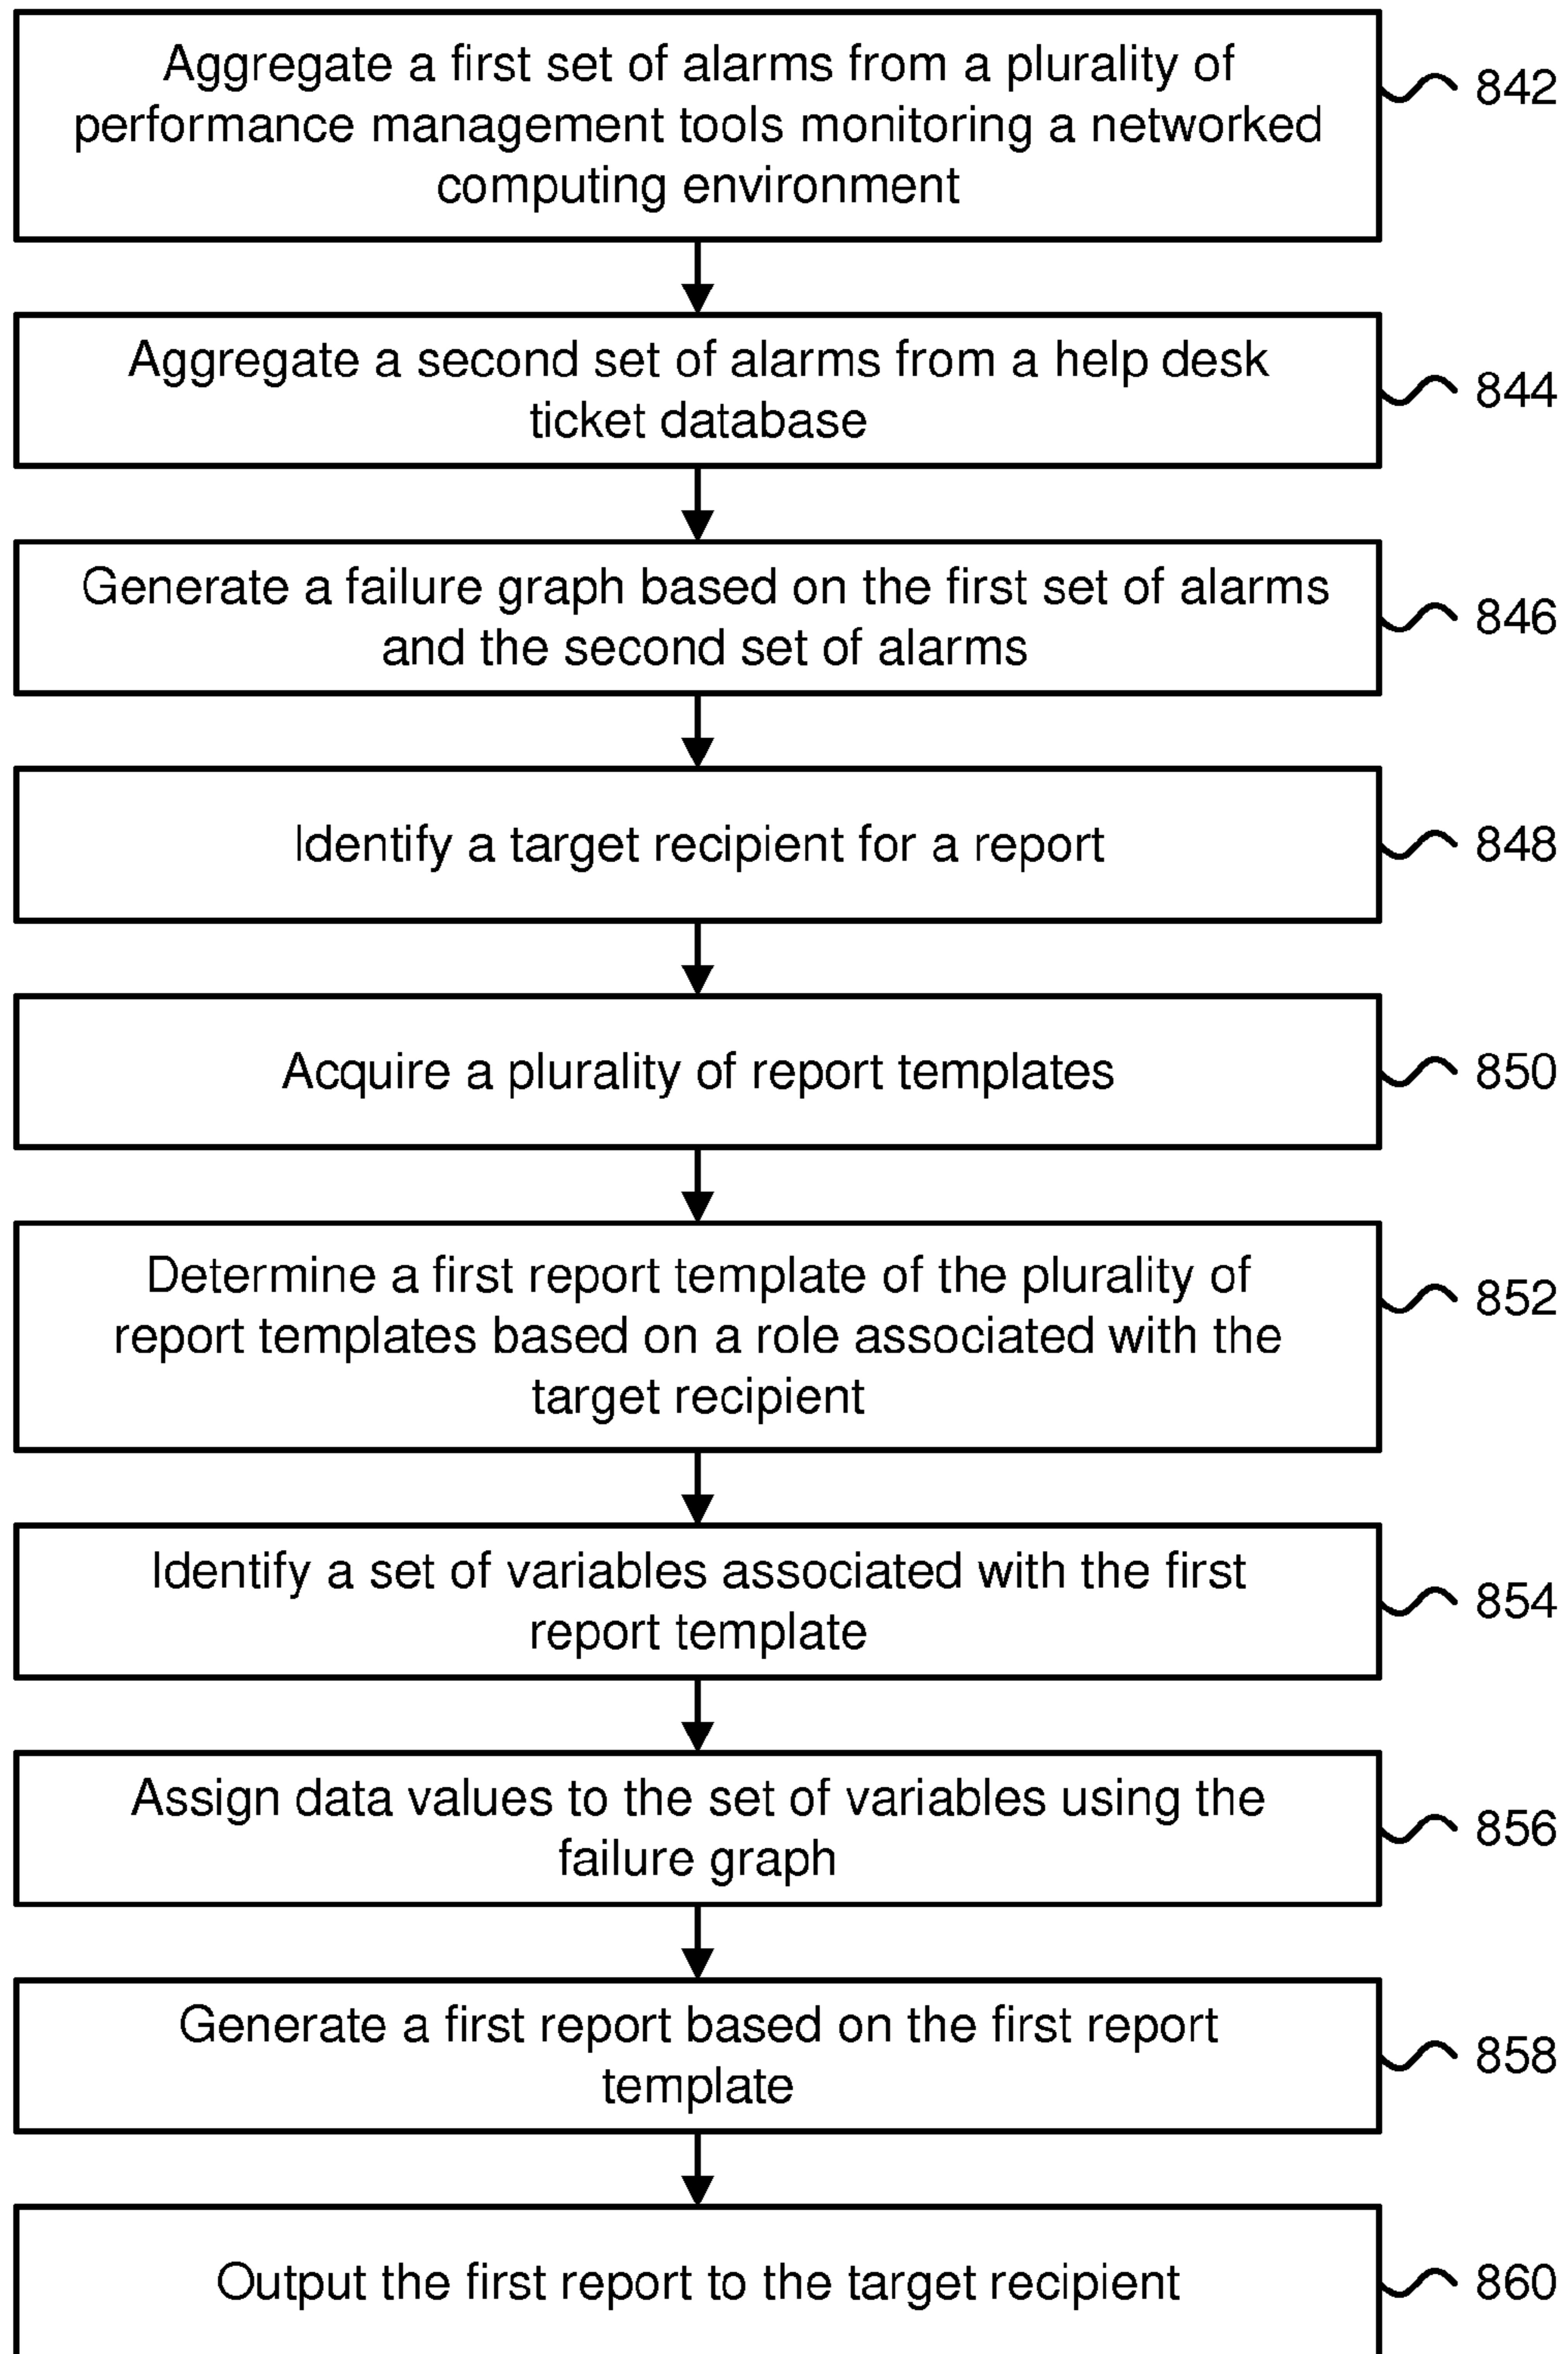 Aggregate a first set of alarms from a plurality of
performance management tools monitoring a networked
computing environment
842
Aggregate a second set of alarms from a help desk
ticket database
844
Generate a failure graph based on the first set of alarms
and the second set of alarms
846
Identify a target recipient for a report
848
Acquire a plurality of report templates
850
Determine a first report template of the plurality of
report templates based on a role associated with the
target recipient
852
Identify a set of variables associated with the first
report template
854
Assign data values to the set of variables using the
failure graph
856
Generate a first report based on the first report
template
858
Output the first report to the target recipient
860